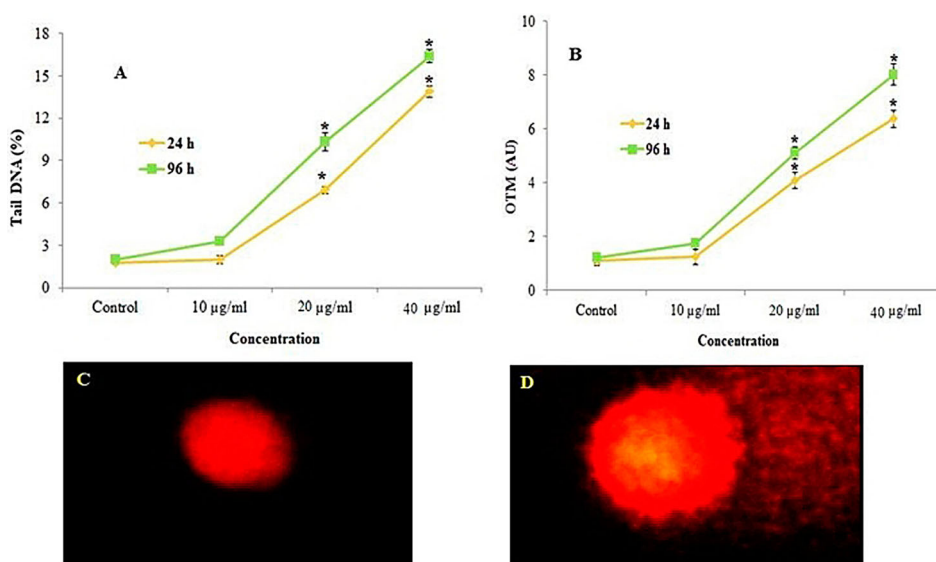 18
15
12
9
6
3
0
Tail DNA (%)
A
24 h
96 h
*
*
*
*
Control
10 µg/ml
20 µg/ml
40 µg/ml
Concentration
10
8
6
4
2
0
OTM (AU)
B
24 h
96 h
*
*
*
*
Control
10 µg/ml
20 µg/ml
40 µg/ml
Concentration
C
D